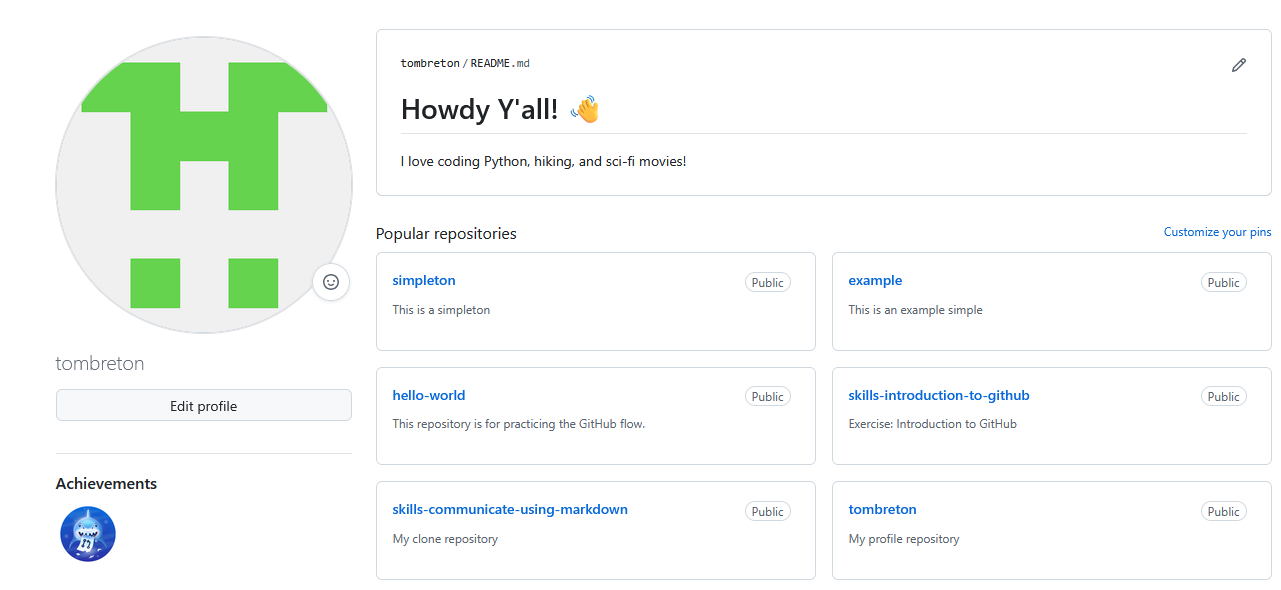 tombreton
Edit profile
Achievements
tombreton/README.md
Howdy Y'all! 👋
I love coding Python, hiking, and sci-fi movies!
Popular repositories
Customize your pins
simpleton Public
This is a simpleton
example Public
This is an example simple
hello-world Public
This repository is for practicing the GitHub flow.
skills-introduction-to-github Public
Exercise: Introduction to GitHub
skills-communicate-using-markdown Public
My clone repository
tombreton Public
My profile repository